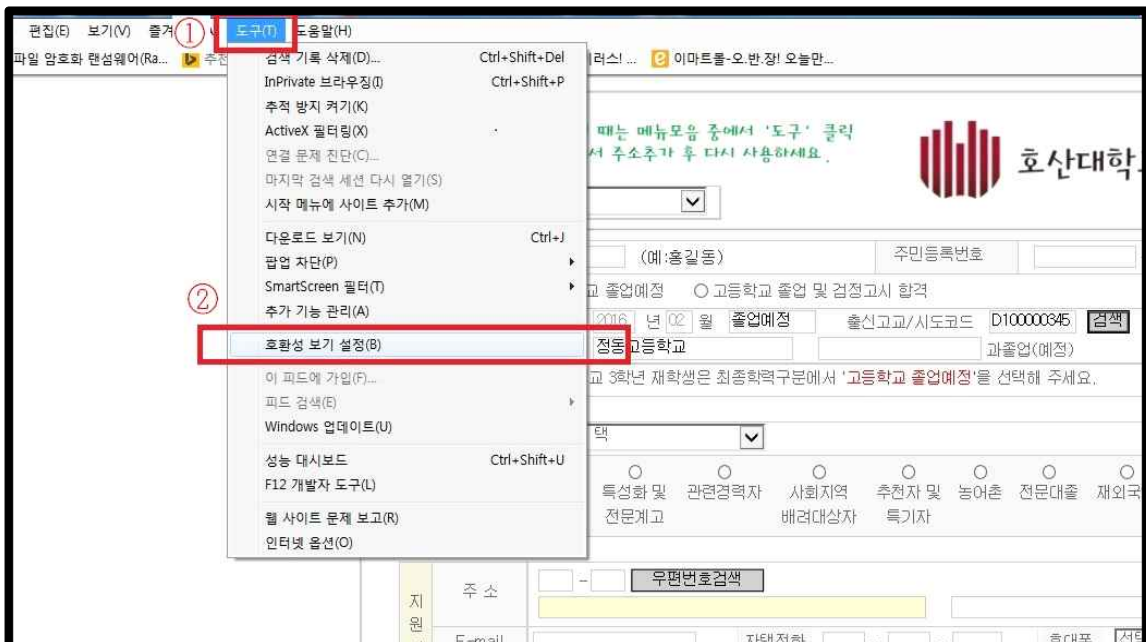 편집(E) 보기(V) 즐겨 ① 도구(T) 도움말(H)
파일 암호화 랜섬웨어(Ra... 추천 러스! ... 이마트몰-오.반.장! 오늘만...
검색 기록 삭제(D)... Ctrl+Shift+Del
InPrivate 브라우징(I) Ctrl+Shift+P
추적 방지 켜기(K)
ActiveX 필터링(X)
연결 문제 진단(C)...
마지막 검색 세션 다시 열기(S)
시작 메뉴에 사이트 추가(M)
다운로드 보기(N) Ctrl+J
팝업 차단(P)
SmartScreen 필터(T)
추가 기능 관리(A)
②
호환성 보기 설정(B)
이 피드에 가입(F)...
피드 검색(E)
Windows 업데이트(U)
성능 대시보드 Ctrl+Shift+U
F12 개발자 도구(L)
웹 사이트 문제 보고(R)
인터넷 옵션(O)
때는 메뉴모음 중에서 '도구' 클릭
서 주소추가 후 다시 사용하세요.
호산대학
(예:홍길동) 주민등록번호
교 졸업예정 고등학교 졸업 및 검정고시 합격
2016 년 02 월 졸업예정 출신고교/시도코드 D100000345 검색
정동고등학교 과졸업(예정)
교 3학년 재학생은 최종학력구분에서 '고등학교 졸업예정'을 선택해 주세요.
택
특성화 및 관련경력자 사회지역 추천자 및 농어촌 전문대졸 재외국
전문계고 배려대상자 특기자
주 소 - 우편번호검색
지
원
E-mail 자택전화 - - 휴대폰 선택